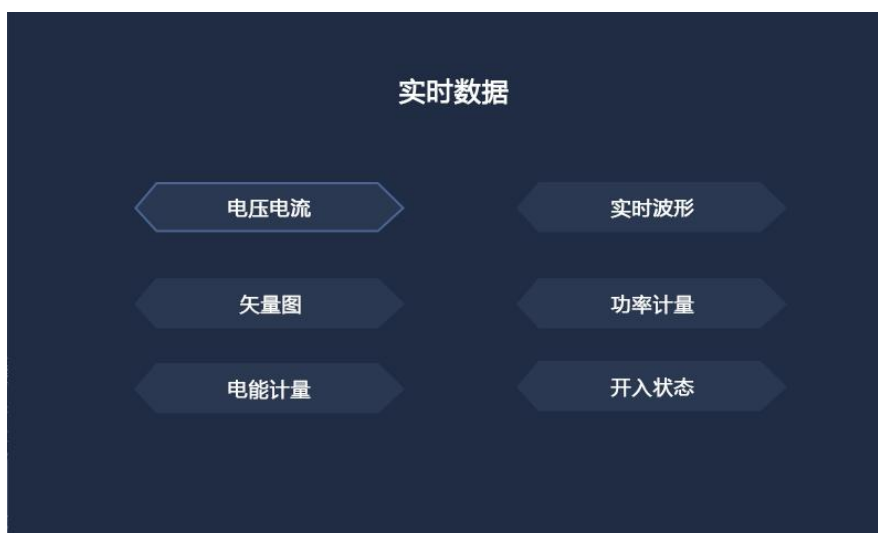 实时数据
电压电流
实时波形
矢量图
功率计量
电能计量
开入状态